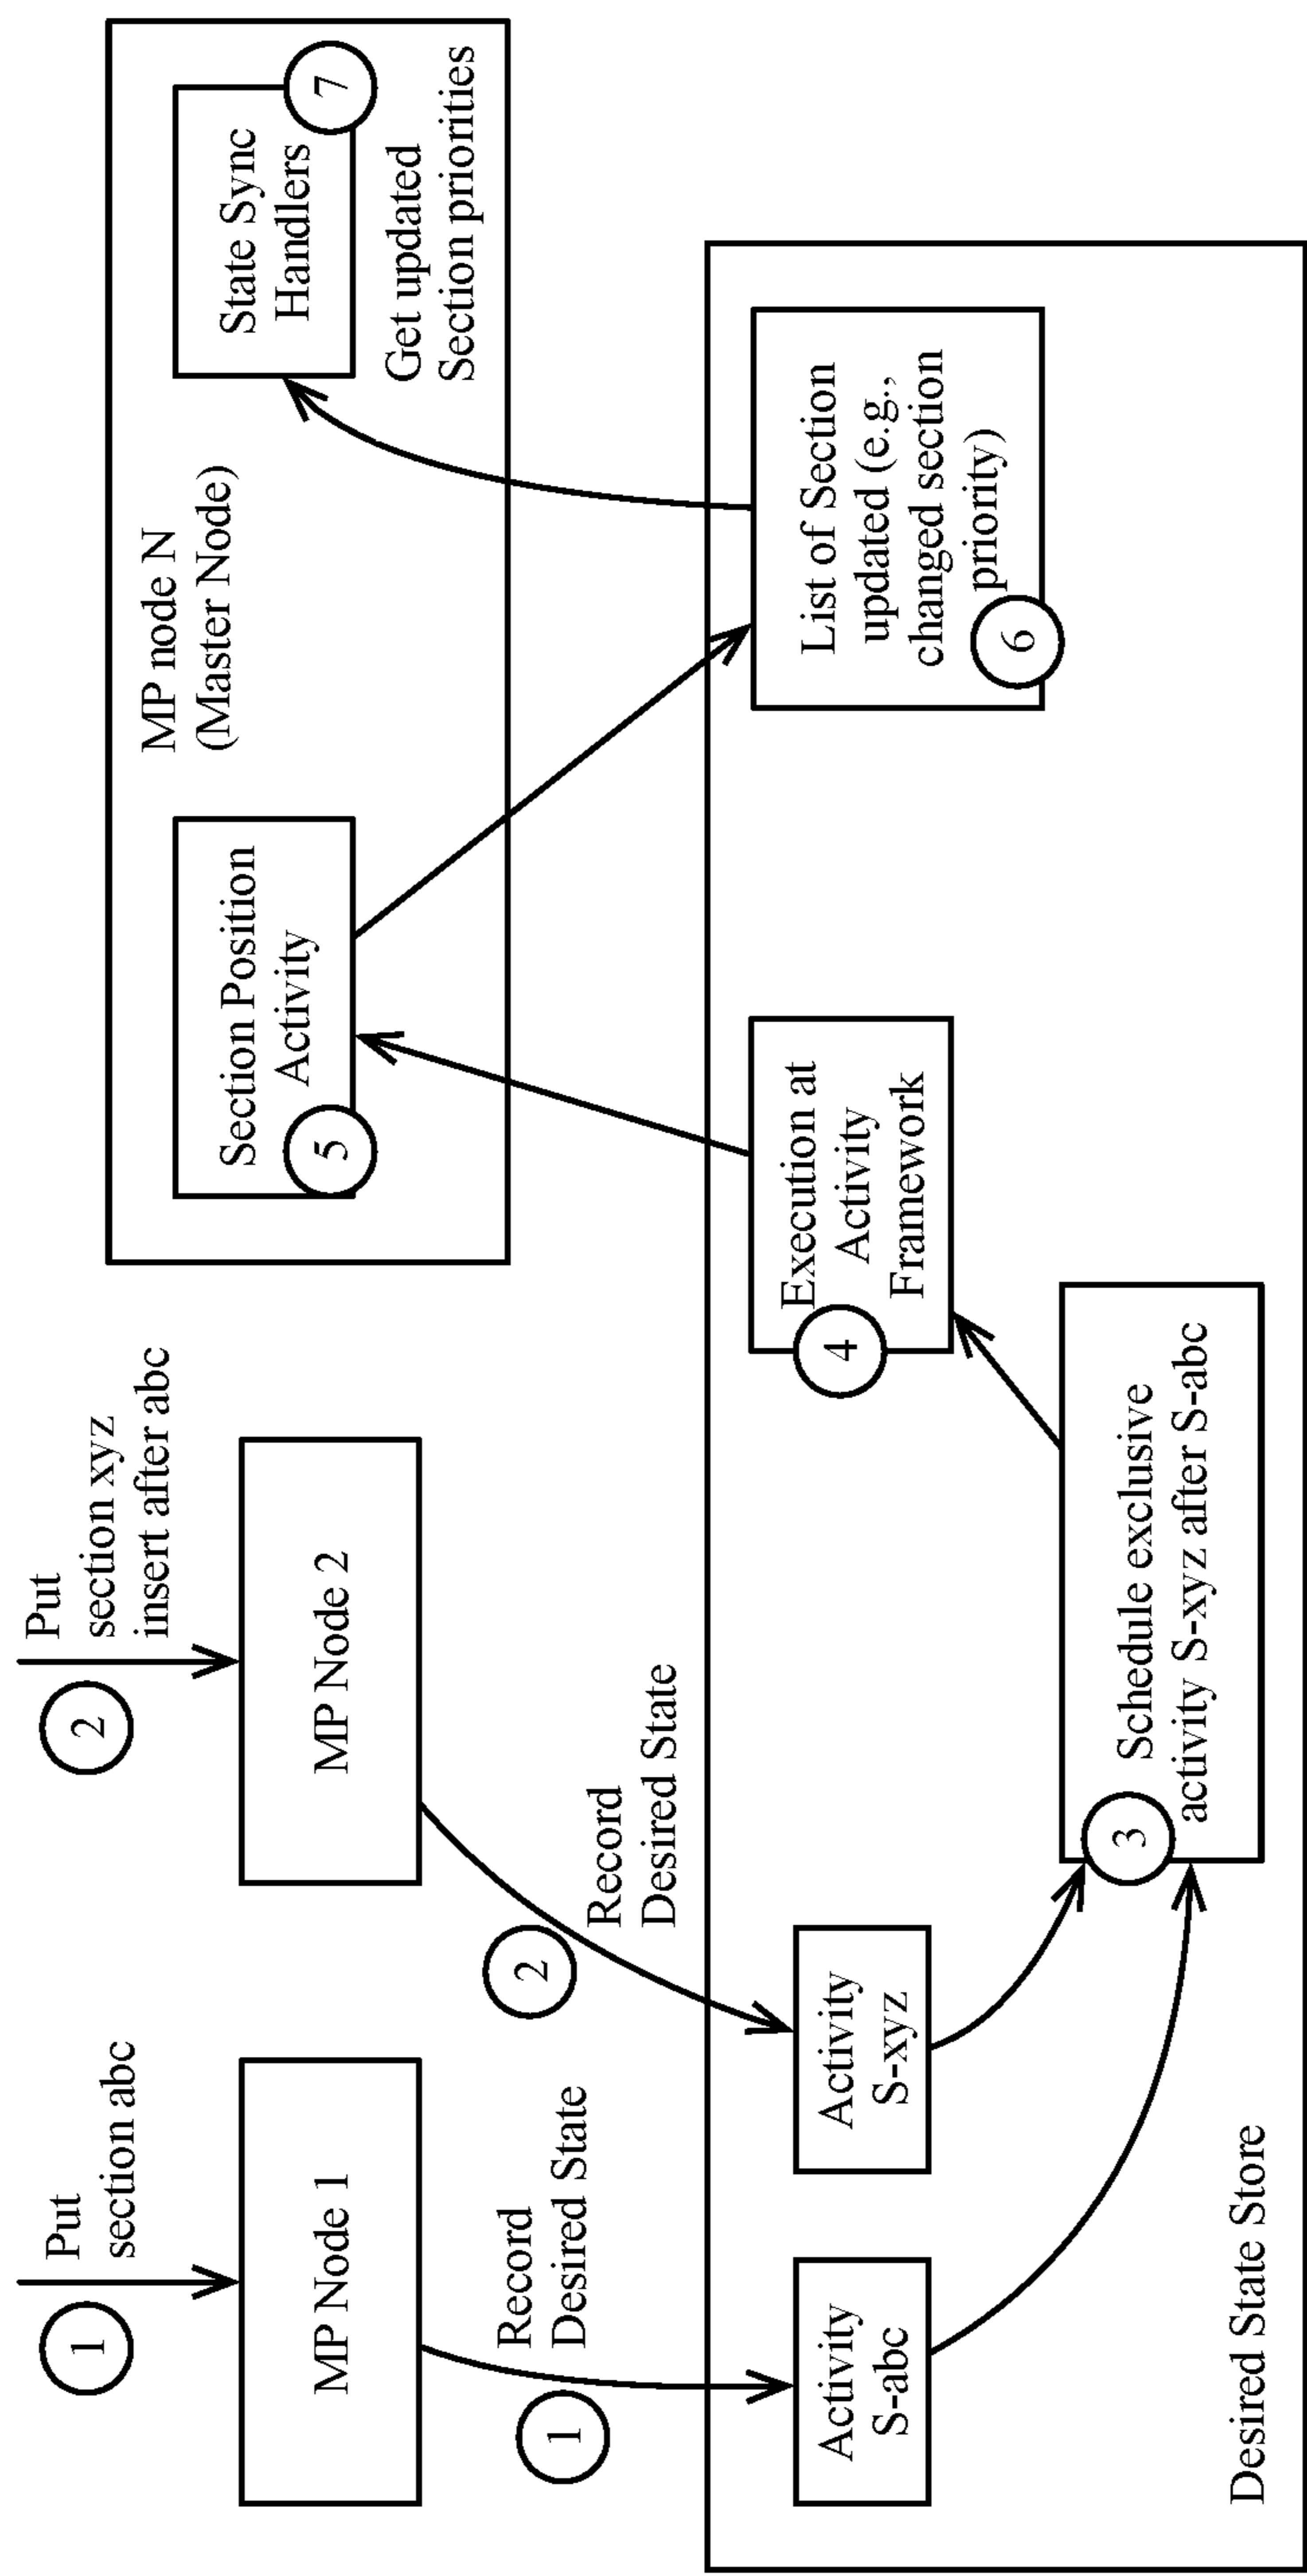 1
Put
section abc
2
Put
section xyz
insert after abc
MP Node 1
MP Node 2
MP node N
(Master Node)
Section Position
Activity
5
State Sync
Handlers
7
Get updated
Section priorities
1
Record
Desired State
2
Record
Desired State
Activity
S-abc
Activity
S-xyz
3
Schedule exclusive
activity S-xyz after S-abc
4
Execution at
Activity
Framework
List of Section
updated (e.g.,
changed section
priority)
6
Desired State Store